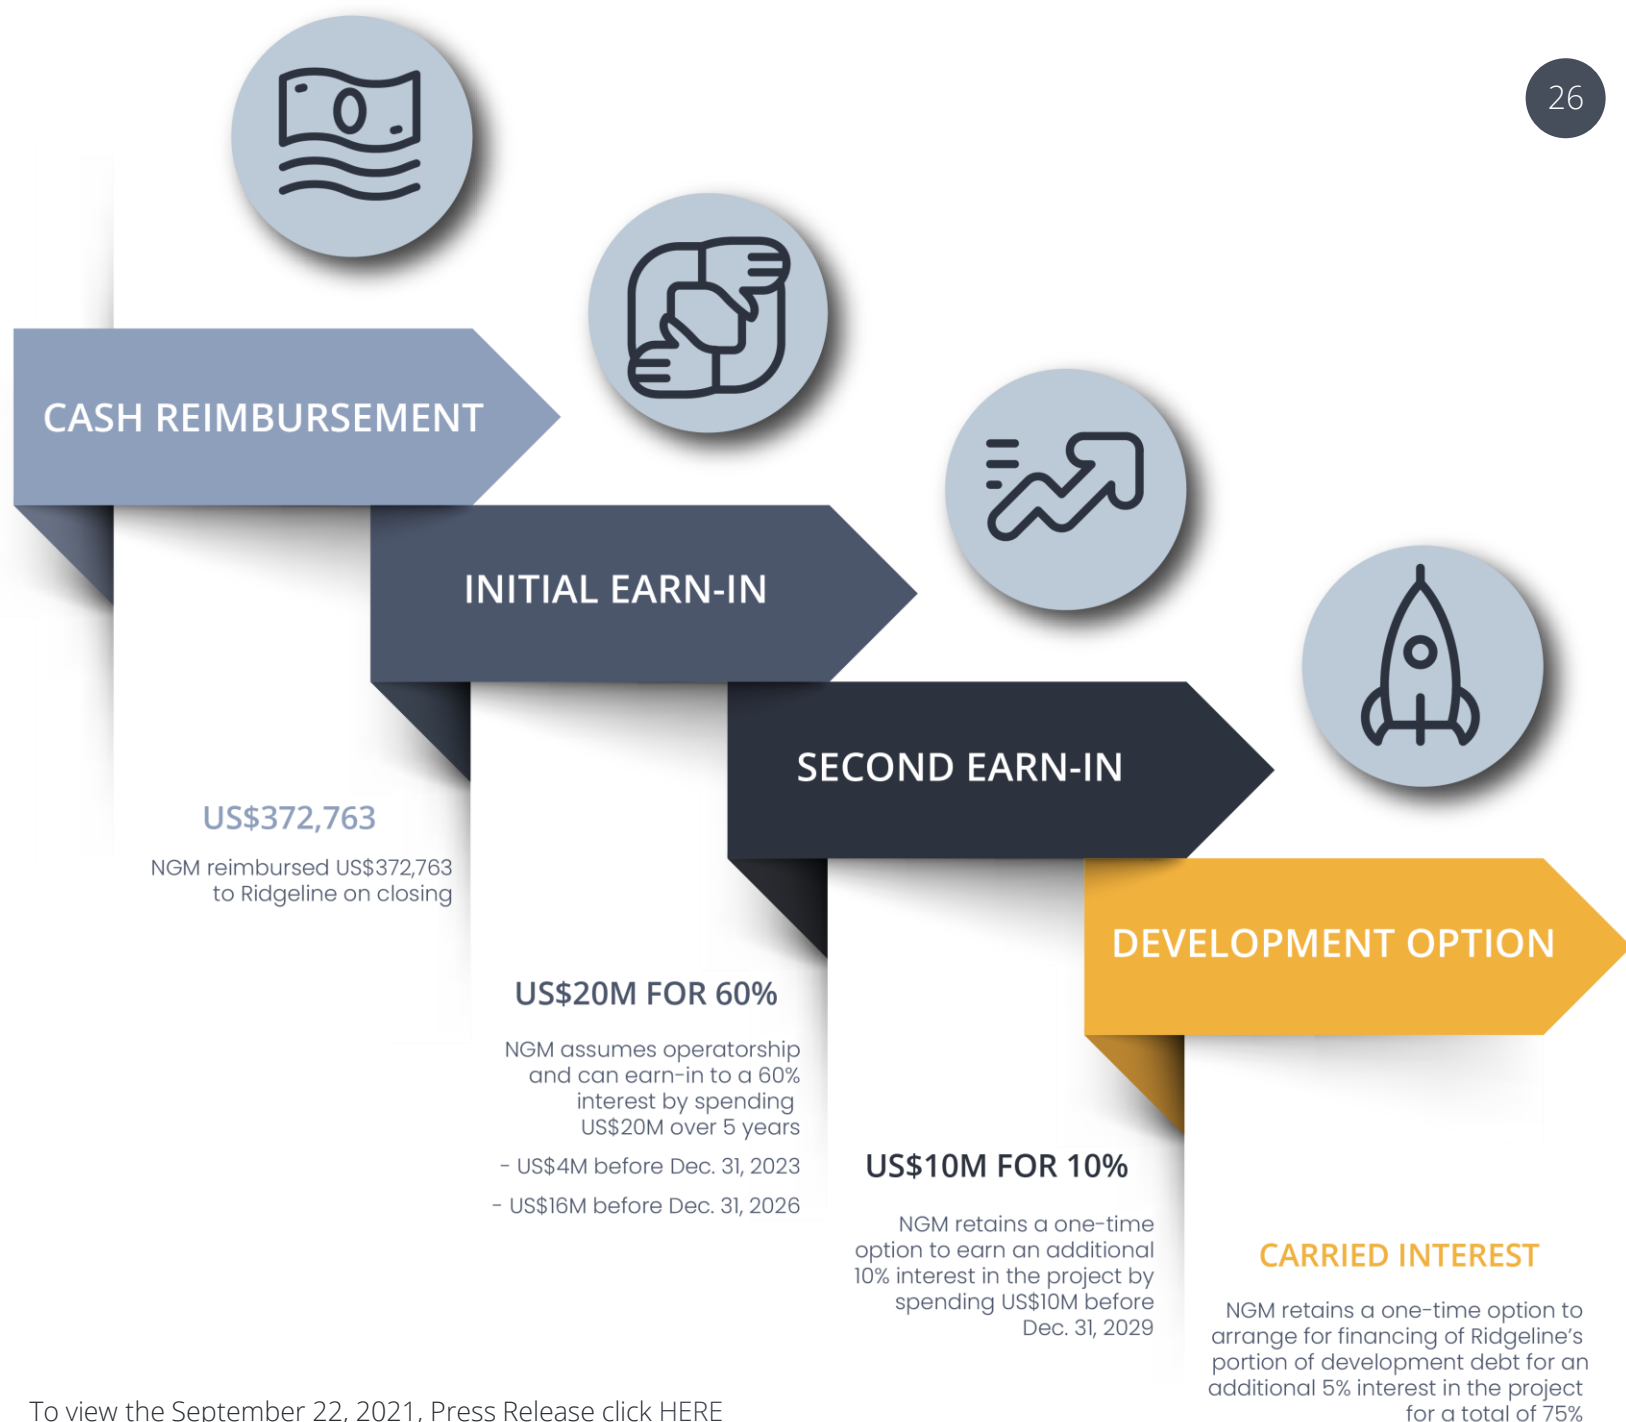 26
CASH REIMBURSEMENT
INITIAL EARN-IN
SECOND EARN-IN
DEVELOPMENT OPTION
US$372,763
NGM reimbursed US$372,763
to Ridgeline on closing
US$20M FOR 60%
NGM assumes operatorship
and can earn-in to a 60%
interest by spending
US$20M over 5 years
- US$4M before Dec. 31, 2023
- US$16M before Dec. 31, 2026
US$10M FOR 10%
NGM retains a one-time
option to earn an additional
10% interest in the project by
spending US$10M before
Dec. 31, 2029
CARRIED INTEREST
NGM retains a one-time option to
arrange for financing of Ridgeline's
portion of development debt for an
additional 5% interest in the project
for a total of 75%
To view the September 22, 2021, Press Release click HERE